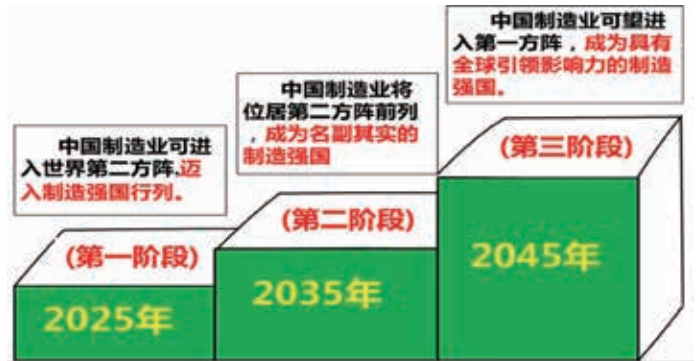 中国制造业可进
入世界第二方阵,迈
入制造强国行列。
(第一阶段)
2025年
中国制造业将
位居第二方阵前列
，成为名副其实的
制造强国
(第二阶段)
2035年
中国制造业可望进
入第一方阵，成为具有
全球引领影响力的制造
强国。
(第三阶段)
2045年